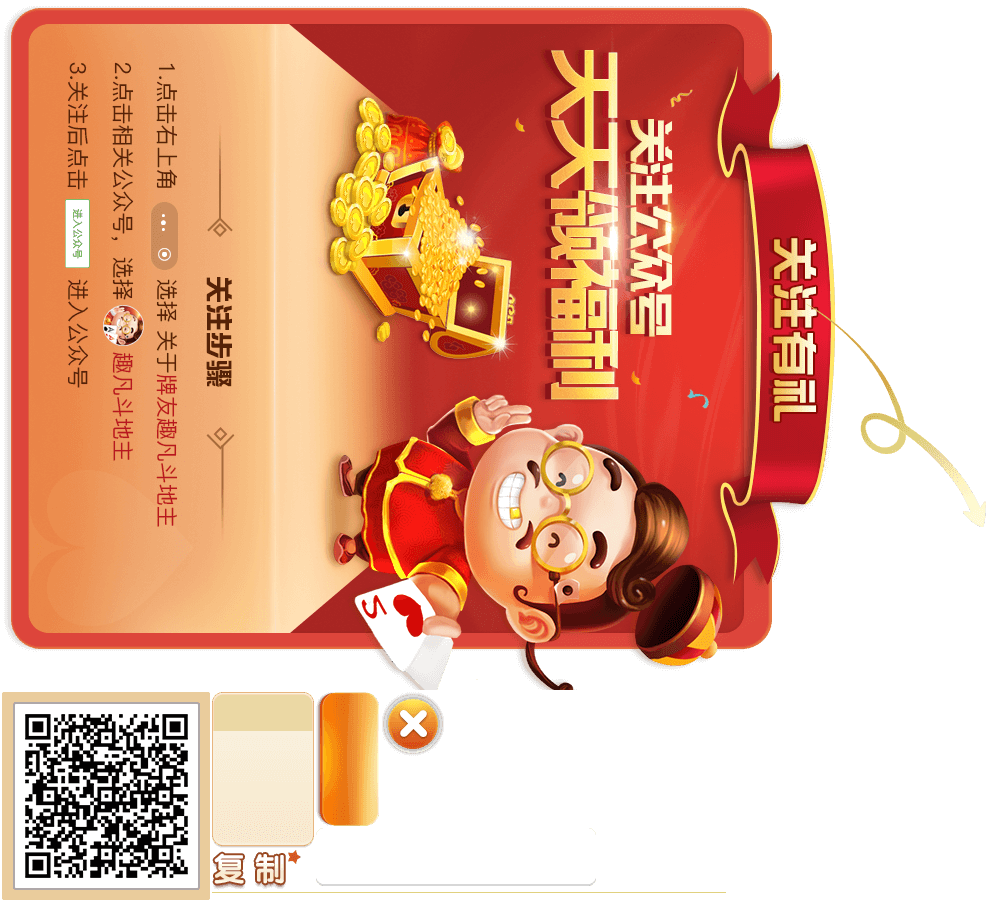 关注有礼
关注公众号
天天领福利
关注步骤
1.点击右上角 选择 关于牌友趣凡斗地主
2.点击相关公众号，选择 趣凡斗地主
3.关注后点击 进入公众号 进入公众号
5
复制